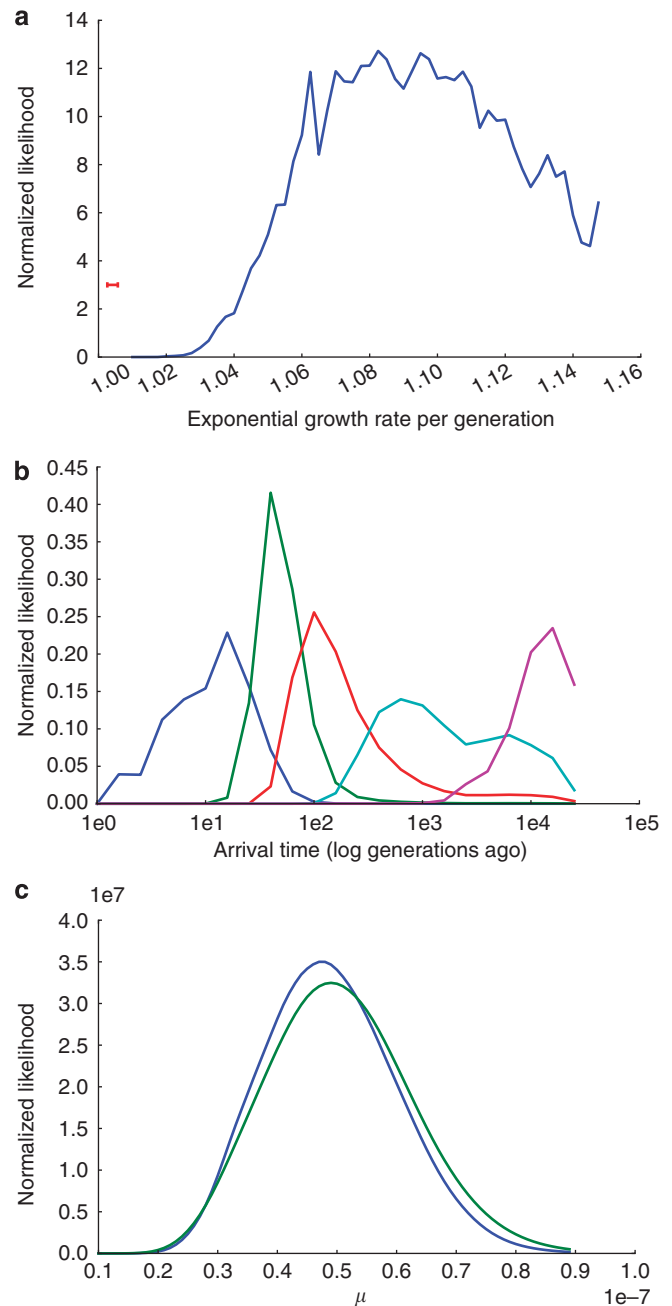 a
14
12
10
8
6
4
2
0
Normalized likelihood
1.00 1.02 1.04 1.06 1.08 1.10 1.12 1.14 1.16
Exponential growth rate per generation
b
0.45
0.40
0.35
0.30
0.25
0.20
0.15
0.10
0.05
0.00
Normalized likelihood
1e0 1e1 1e2 1e3 1e4 1e5
Arrival time (log generations ago)
c
1e7
4.0
3.5
3.0
2.5
2.0
1.5
1.0
0.5
0.0
Normalized likelihood
0.1 0.2 0.3 0.4 0.5 0.6 0.7 0.8 0.9 1.0
μ
1e–7